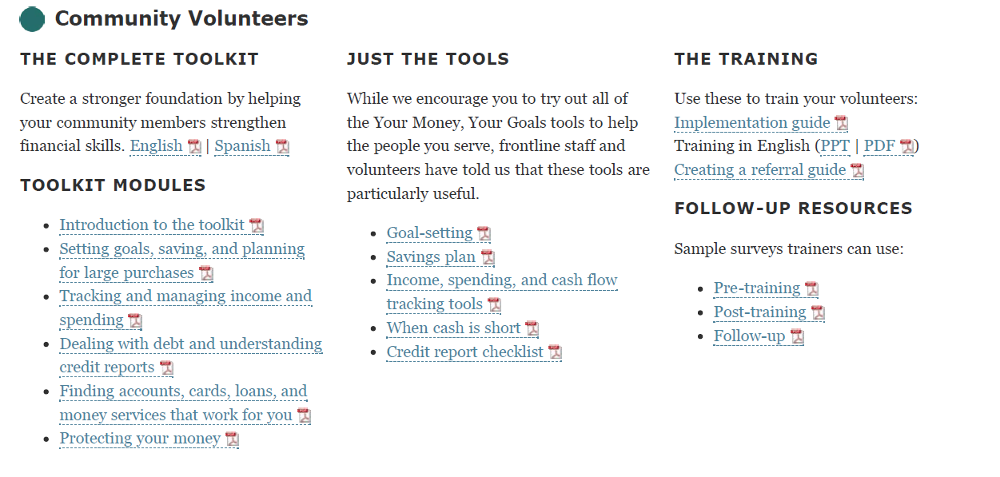 Community Volunteers
THE COMPLETE TOOLKIT
Create a stronger foundation by helping
your community members strengthen
financial skills. English | Spanish
TOOLKIT MODULES
Introduction to the toolkit
Setting goals, saving, and planning
for large purchases
Tracking and managing income and
spending
Dealing with debt and understanding
credit reports
Finding accounts, cards, loans, and
money services that work for you
Protecting your money
JUST THE TOOLS
While we encourage you to try out all of
the Your Money, Your Goals tools to help
the people you serve, frontline staff and
volunteers have told us that these tools are
particularly useful.
Goal-setting
Savings plan
Income, spending, and cash flow
tracking tools
When cash is short
Credit report checklist
THE TRAINING
Use these to train your volunteers:
Implementation guide
Training in English (PPT | PDF)
Creating a referral guide
FOLLOW-UP RESOURCES
Sample surveys trainers can use:
Pre-training
Post-training
Follow-up